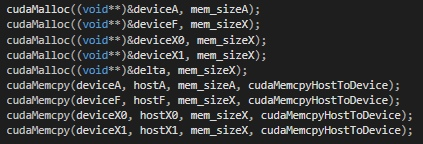 cudaMalloc((void**)&deviceA, mem_sizeA);
cudaMalloc((void**)&deviceF, mem_sizeX);
cudaMalloc((void**)&deviceX0, mem_sizeX);
cudaMalloc((void**)&deviceX1, mem_sizeX);
cudaMalloc((void**)&delta, mem_sizeX);
cudaMemcpy(deviceA, hostA, mem_sizeA, cudaMemcpyHostToDevice);
cudaMemcpy(deviceF, hostF, mem_sizeX, cudaMemcpyHostToDevice);
cudaMemcpy(deviceX0, hostX0, mem_sizeX, cudaMemcpyHostToDevice);
cudaMemcpy(deviceX1, hostX1, mem_sizeX, cudaMemcpyHostToDevice);